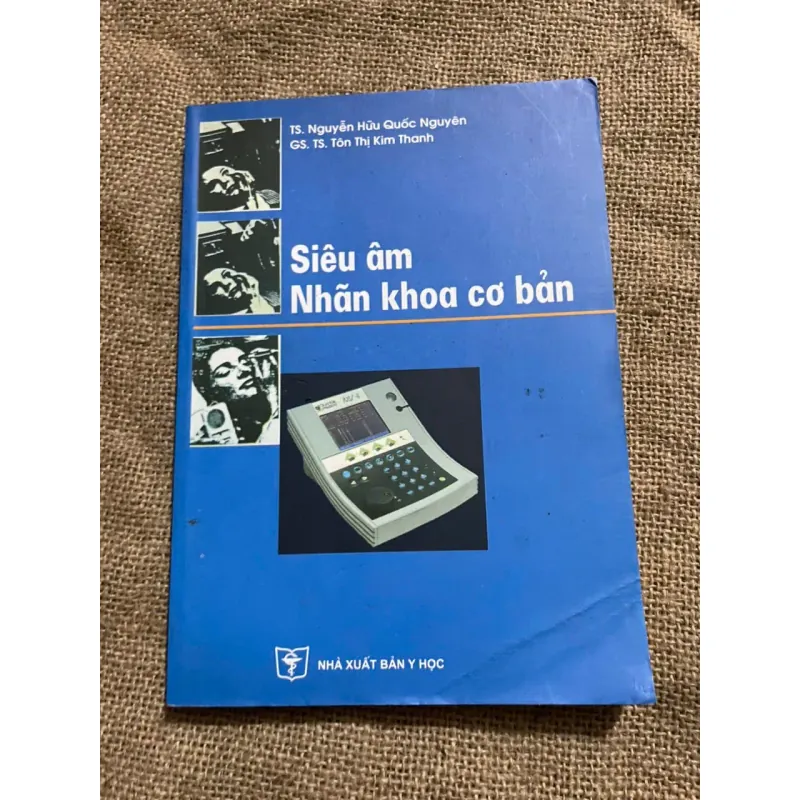 TS. Nguyễn Hữu Quốc Nguyên
GS. TS. Tôn Thị Kim Thanh
Siêu âm
Nhãn khoa cơ bản
NHÀ XUẤT BẢN Y HỌC